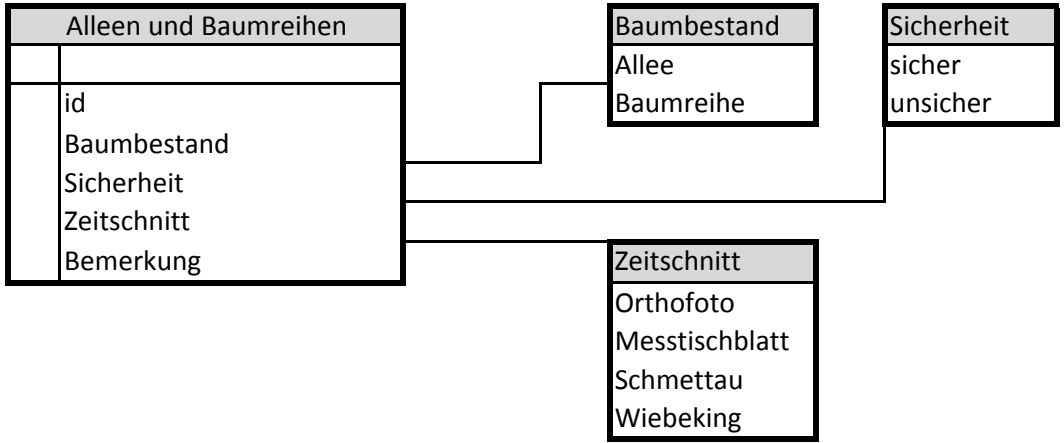 Alleen und Baumreihen
id
Baumbestand
Sicherheit
Zeitschnitt
Bemerkung
Baumbestand
Allee
Baumreihe
Sicherheit
sicher
unsicher
Zeitschnitt
Orthofoto
Messtischblatt
Schmettau
Wiebeking